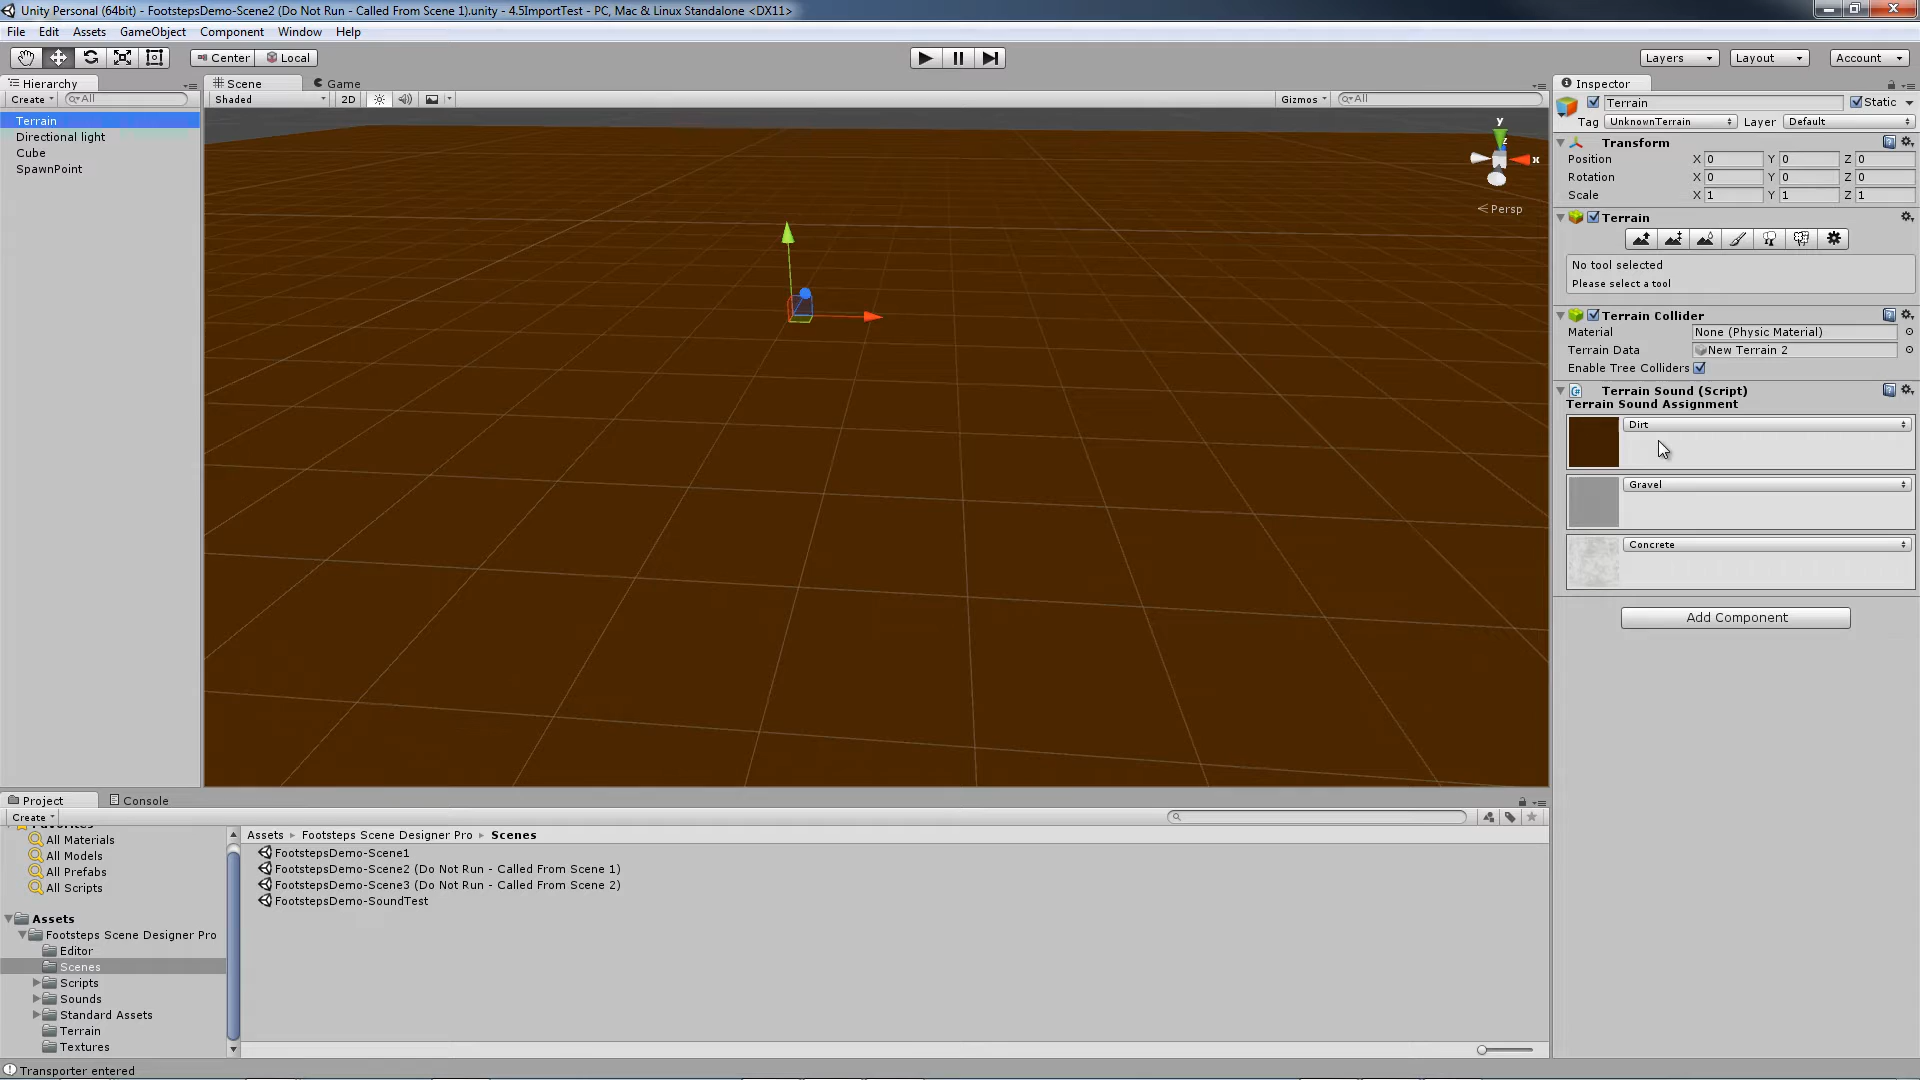 Unity Personal (64bit) - FootstepsDemo-Scene2 (Do Not Run - Called From Scene 1).unity - 4.5ImportTest - PC, Mac & Linux Standalone <DX11>
File Edit Assets GameObject Component Window Help
Center Local Layers Layout Account
Hierarchy Scene Game Inspector
Create All Shaded 2D Gizmos All
Terrain
Directional light
Cube
SpawnPoint
y
z
x
Persp
Terrain Static
Tag UnknownTerrain Layer Default
Transform
Position X 0 Y 0 Z 0
Rotation X 0 Y 0 Z 0
Scale X 1 Y 1 Z 1
Terrain
No tool selected
Please select a tool
Terrain Collider
Material None (Physic Material)
Terrain Data New Terrain 2
Enable Tree Colliders
Terrain Sound (Script)
Terrain Sound Assignment
Dirt
Gravel
Concrete
Add Component
Project Console
Create
Favorites
All Materials
All Models
All Prefabs
All Scripts
Assets
Footsteps Scene Designer Pro
Editor
Scenes
Scripts
Sounds
Standard Assets
Terrain
Textures
Assets Footsteps Scene Designer Pro Scenes
FootstepsDemo-Scene1
FootstepsDemo-Scene2 (Do Not Run - Called From Scene 1)
FootstepsDemo-Scene3 (Do Not Run - Called From Scene 2)
FootstepsDemo-SoundTest
Transporter entered